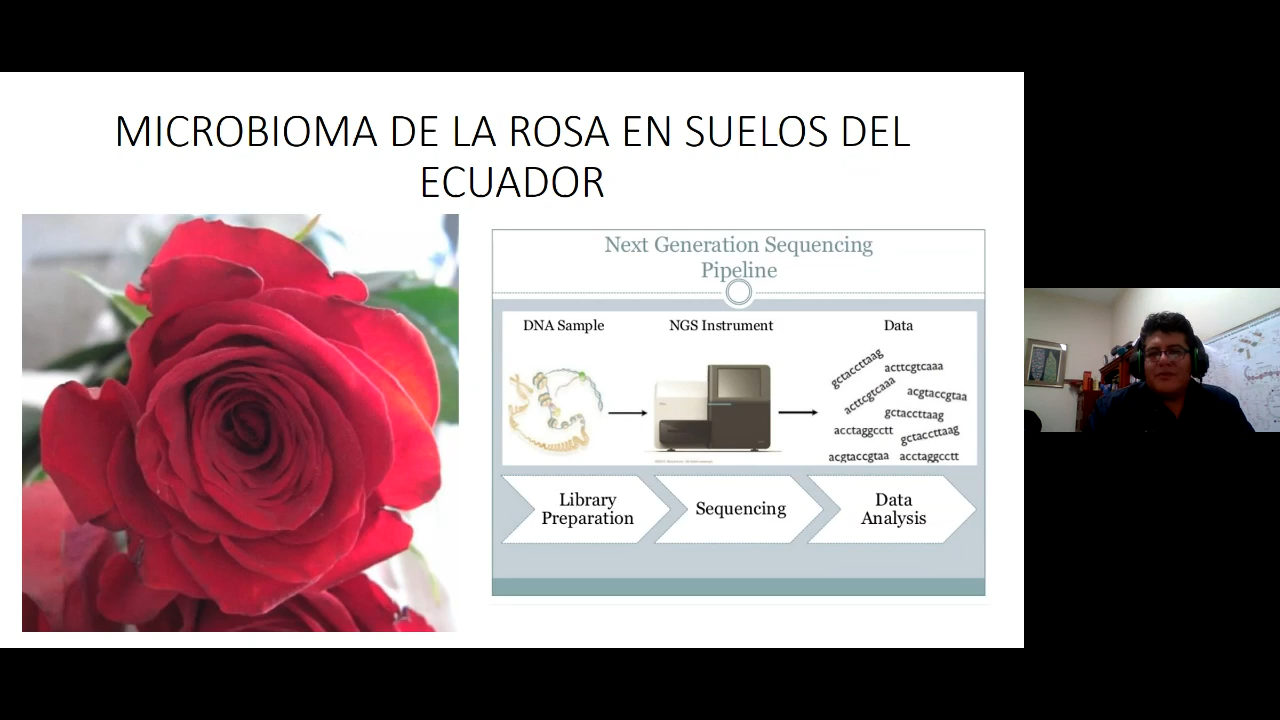 MICROBIOMA DE LA ROSA EN SUELOS DEL
ECUADOR
Next Generation Sequencing
Pipeline
DNA Sample
NGS Instrument
Data
gctaccttaag
acttcgtcaaa
acttcgtcaaa
acgtaccgtaa
gctaccttaag
acctaggcctt
gctaccttaag
acgtaccgtaa
acctaggcctt
Library
Preparation
Sequencing
Data
Analysis